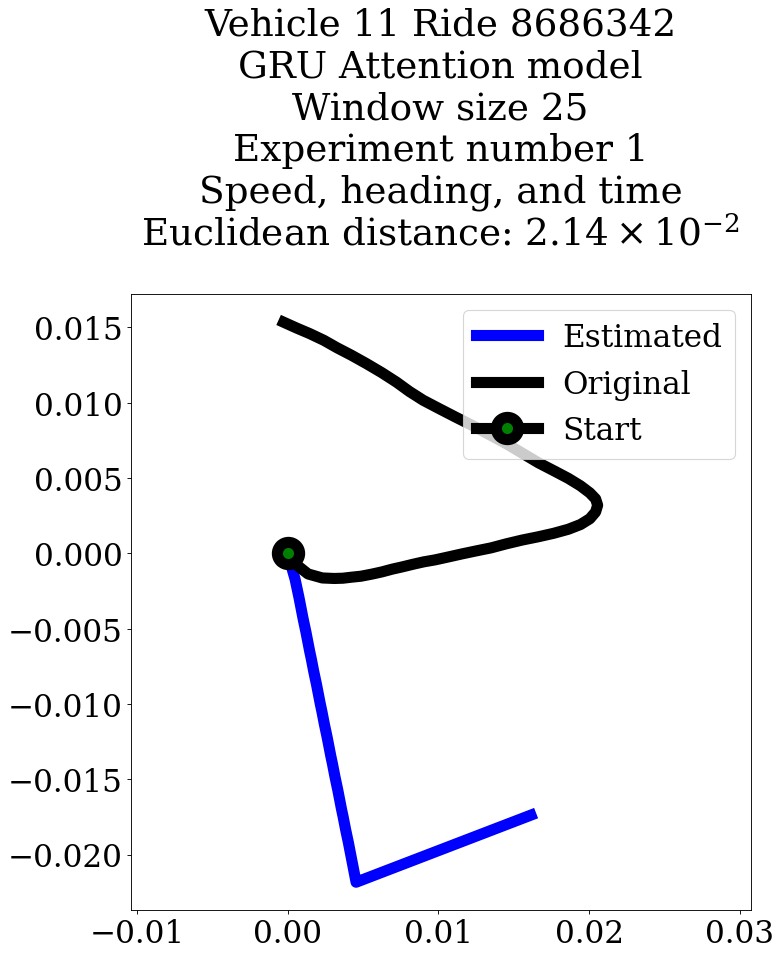 Vehicle 11 Ride 8686342
GRU Attention model
Window size 25
Experiment number 1
Speed, heading, and time
Euclidean distance: 2.14 × 10⁻²
Estimated
Original
Start
0.015
0.010
0.005
0.000
−0.005
−0.010
−0.015
−0.020
−0.01 0.00 0.01 0.02 0.03